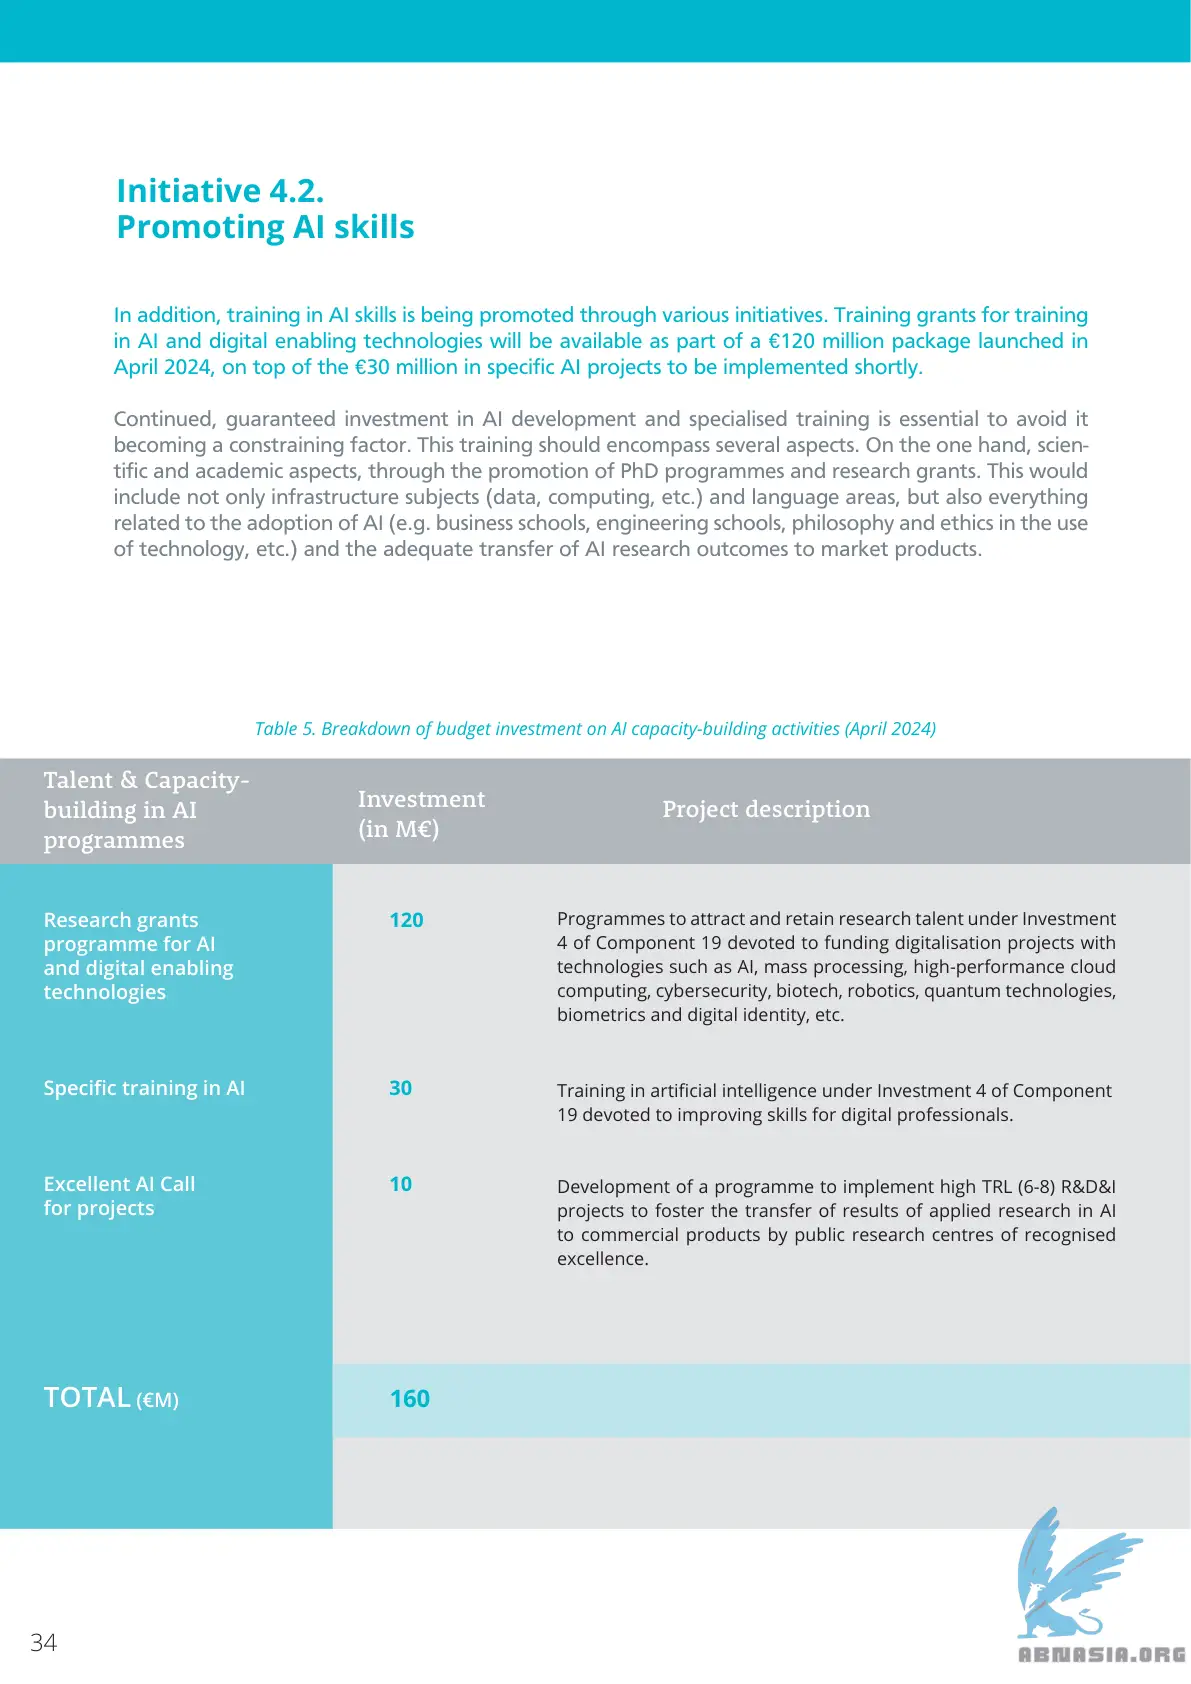 Initiative 4.2.
Promoting AI skills
In addition, training in AI skills is being promoted through various initiatives. Training grants for training
in AI and digital enabling technologies will be available as part of a €120 million package launched in
April 2024, on top of the €30 million in specific AI projects to be implemented shortly.
Continued, guaranteed investment in AI development and specialised training is essential to avoid it
becoming a constraining factor. This training should encompass several aspects. On the one hand, scien-
tific and academic aspects, through the promotion of PhD programmes and research grants. This would
include not only infrastructure subjects (data, computing, etc.) and language areas, but also everything
related to the adoption of AI (e.g. business schools, engineering schools, philosophy and ethics in the use
of technology, etc.) and the adequate transfer of AI research outcomes to market products.
Table 5. Breakdown of budget investment on AI capacity-building activities (April 2024)
Talent & Capacity-
building in AI
programmes
Investment
(in M€)
Project description
Research grants
programme for AI
and digital enabling
technologies
120
Programmes to attract and retain research talent under Investment
4 of Component 19 devoted to funding digitalisation projects with
technologies such as AI, mass processing, high-performance cloud
computing, cybersecurity, biotech, robotics, quantum technologies,
biometrics and digital identity, etc.
Specific training in AI
30
Training in artificial intelligence under Investment 4 of Component
19 devoted to improving skills for digital professionals.
Excellent AI Call
for projects
10
Development of a programme to implement high TRL (6-8) R&D&I
projects to foster the transfer of results of applied research in AI
to commercial products by public research centres of recognised
excellence.
TOTAL (€M)
160
34
ABNASIA.ORG